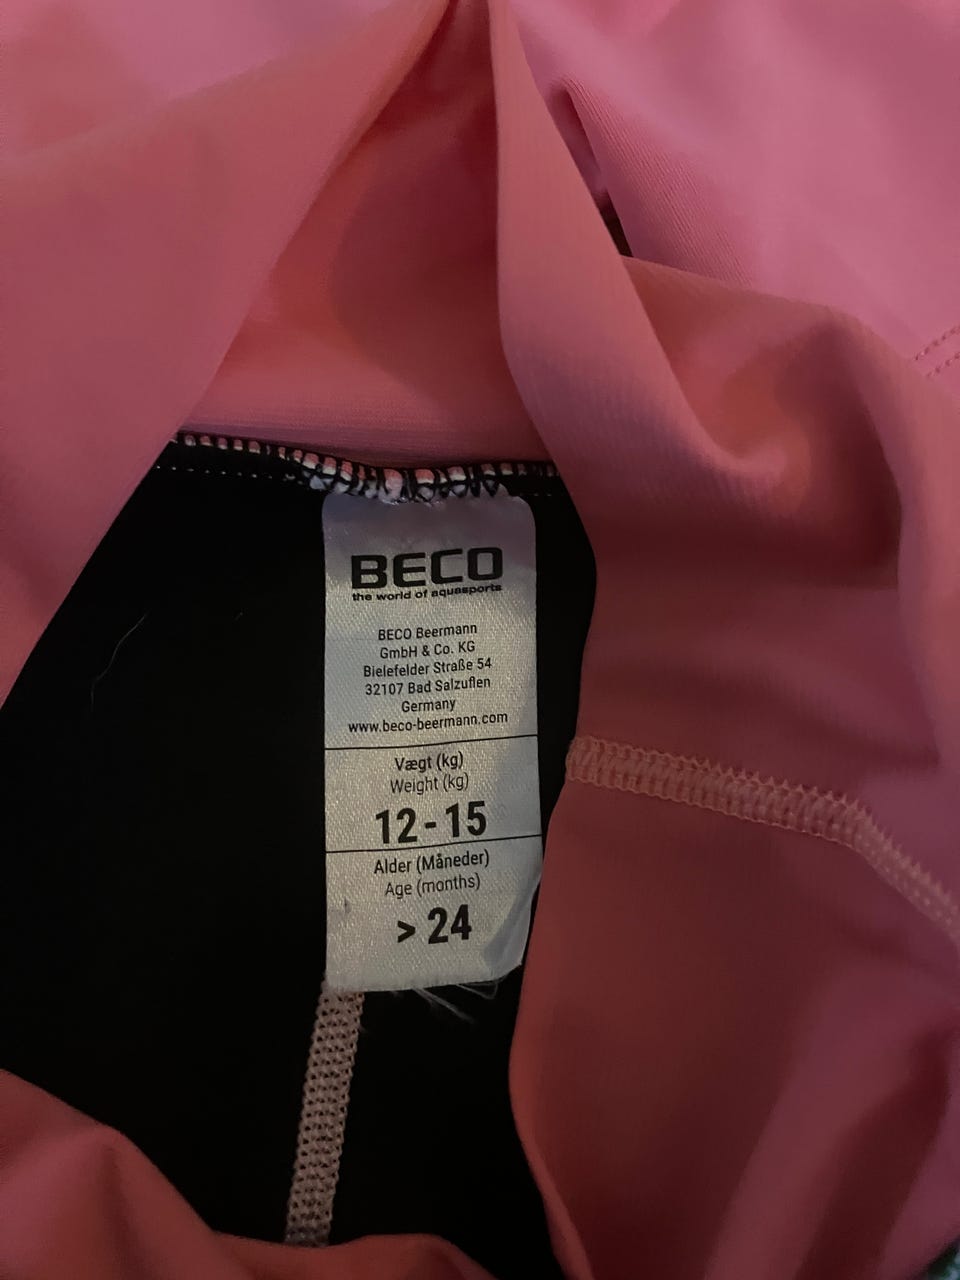 BECO
the world of aquasports
BECO Beermann
GmbH & Co. KG
Bielefelder Straße 54
32107 Bad Salzuflen
Germany
www.beco-beermann.com
Vægt (kg)
Weight (kg)
12-15
Alder (Måneder)
Age (months)
> 24